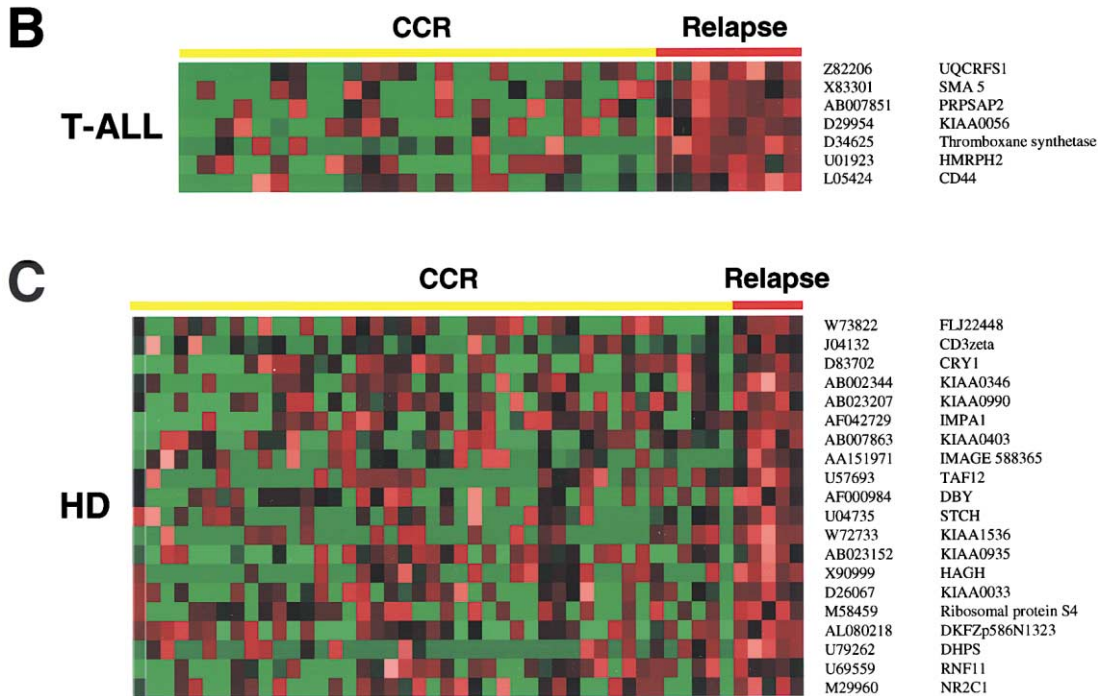 B
CCR Relapse
T-ALL
Z82206 UQCRFS1
X83301 SMA 5
AB007851 PRPSAP2
D29954 KIAA0056
D34625 Thromboxane synthetase
U01923 HMRPH2
L05424 CD44
C
CCR Relapse
HD
W73822 FLJ22448
J04132 CD3zeta
D83702 CRY1
AB002344 KIAA0346
AB023207 KIAA0990
AF042729 IMPA1
AB007863 KIAA0403
AA151971 IMAGE 588365
U57693 TAF12
AF000984 DBY
U04735 STCH
W72733 KIAA1536
AB023152 KIAA0935
X90999 HAGH
D26067 KIAA0033
M58459 Ribosomal protein S4
AL080218 DKFZp586N1323
U79262 DHPS
U69559 RNF11
M29960 NR2C1